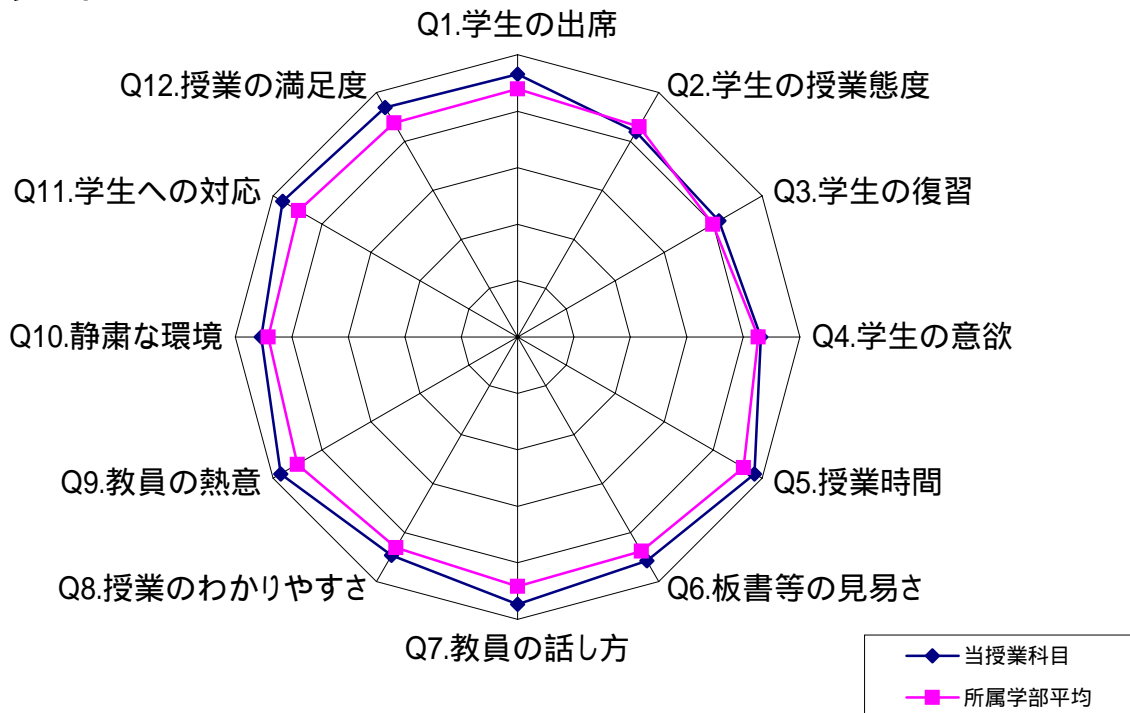 Q1.学生の出席
Q2.学生の授業態度
Q3.学生の復習
Q4.学生の意欲
Q5.授業時間
Q6.板書等の見易さ
Q7.教員の話し方
Q8.授業のわかりやすさ
Q9.教員の熱意
Q10.静粛な環境
Q11.学生への対応
Q12.授業の満足度
当授業科目
所属学部平均